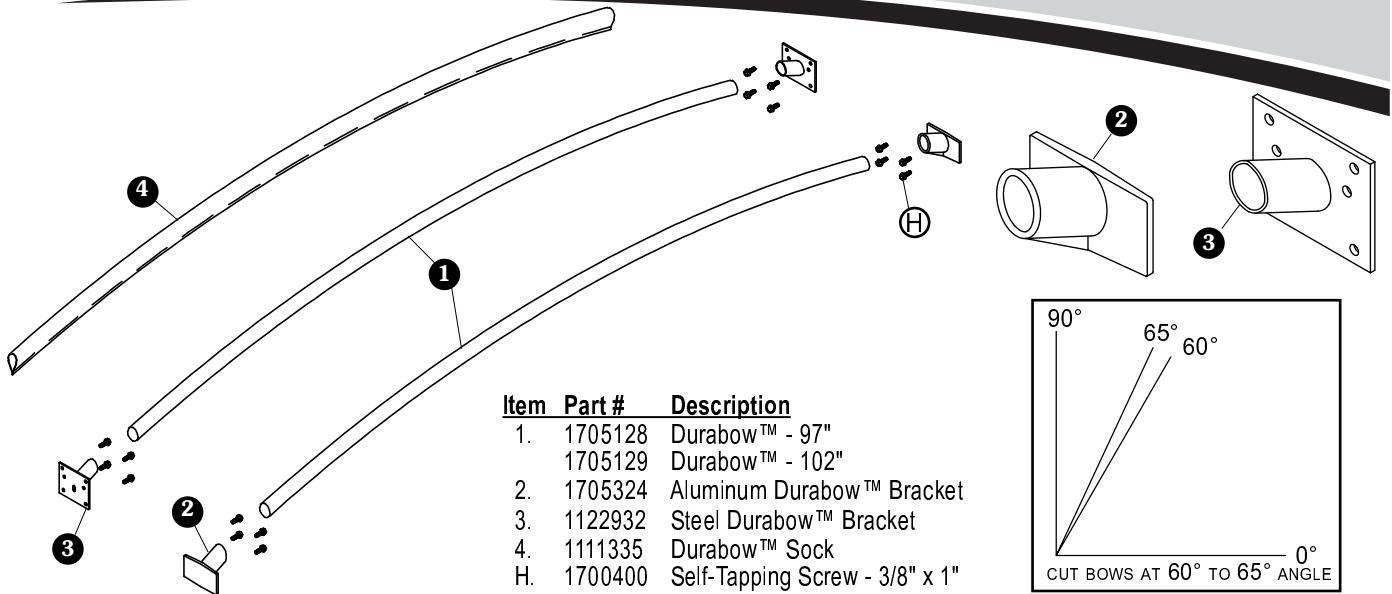 2
4
3
H
1
90°
65°
60°
Item Part # Description
1. 1705128 Durabow™ - 97"
1705129 Durabow™ - 102"
2. 1705324 Aluminum Durabow™ Bracket
3. 1122932 Steel Durabow™ Bracket
4. 1111335 Durabow™ Sock
H. 1700400 Self-Tapping Screw - 3/8" x 1"
2
3
0°
CUT BOWS AT 60° TO 65° ANGLE